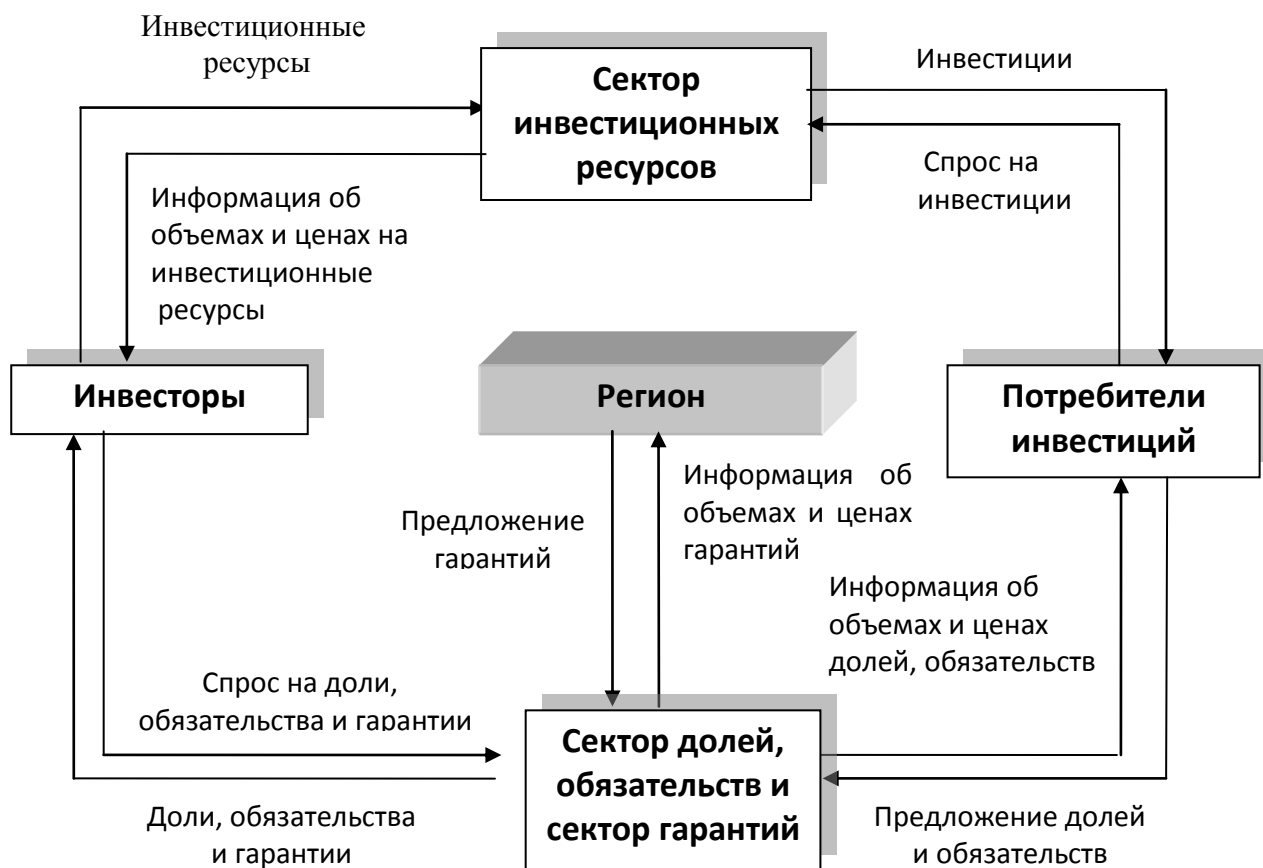 Инвестиционные
ресурсы
Сектор
инвестиционных
ресурсов
Инвестиции
Спрос на
инвестиции
Информация об
объемах и ценах на
инвестиционные
ресурсы
Инвесторы
Регион
Потребители
инвестиций
Предложение
гарантий
Информация об
объемах и ценах
гарантий
Информация об
объемах и ценах
долей, обязательств
Спрос на доли,
обязательства и гарантии
Сектор долей,
обязательств и
сектор гарантий
Доли, обязательства
и гарантии
Предложение долей
и обязательств